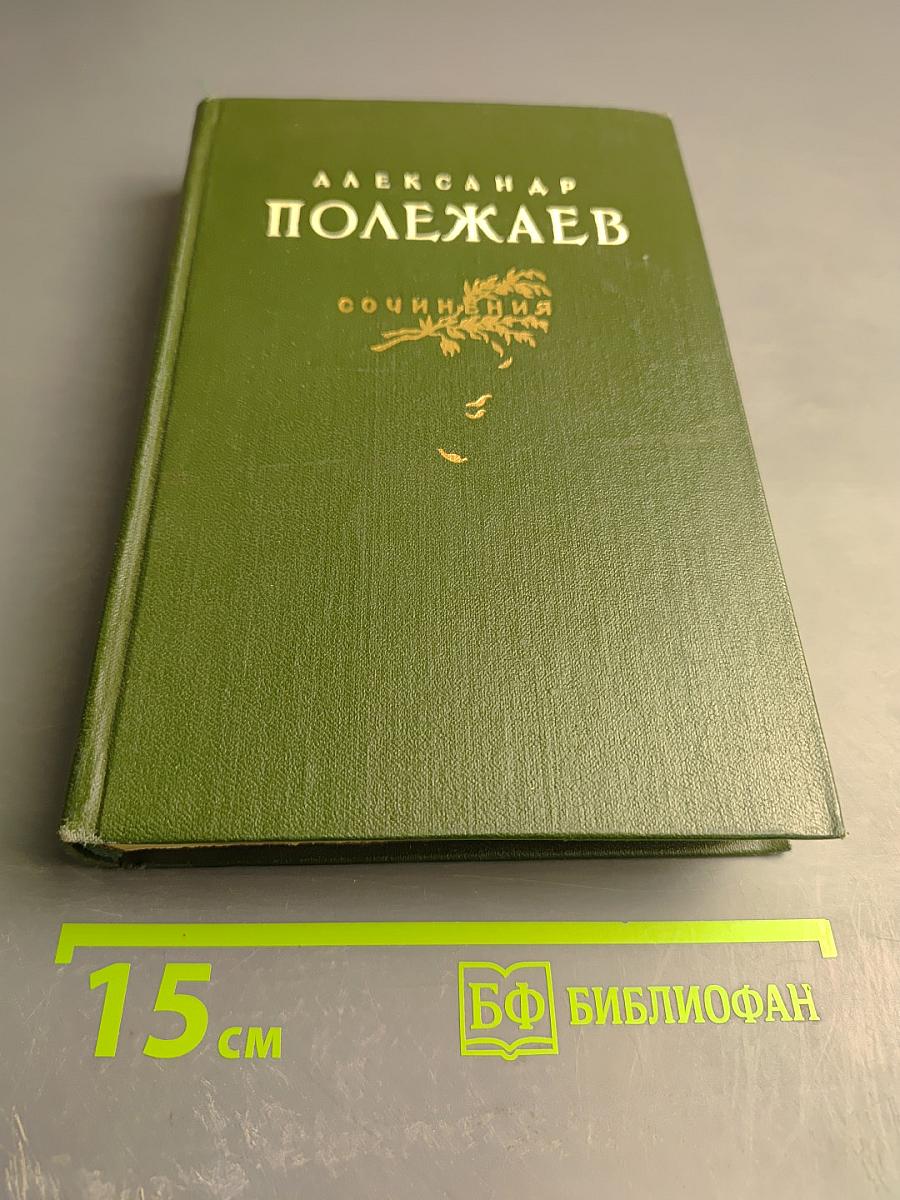 АЛЕКСАНДР
ПОЛЕЖАЕВ
СОЧИНЕНИЯ
15 см
БФ БИБЛИОФАН